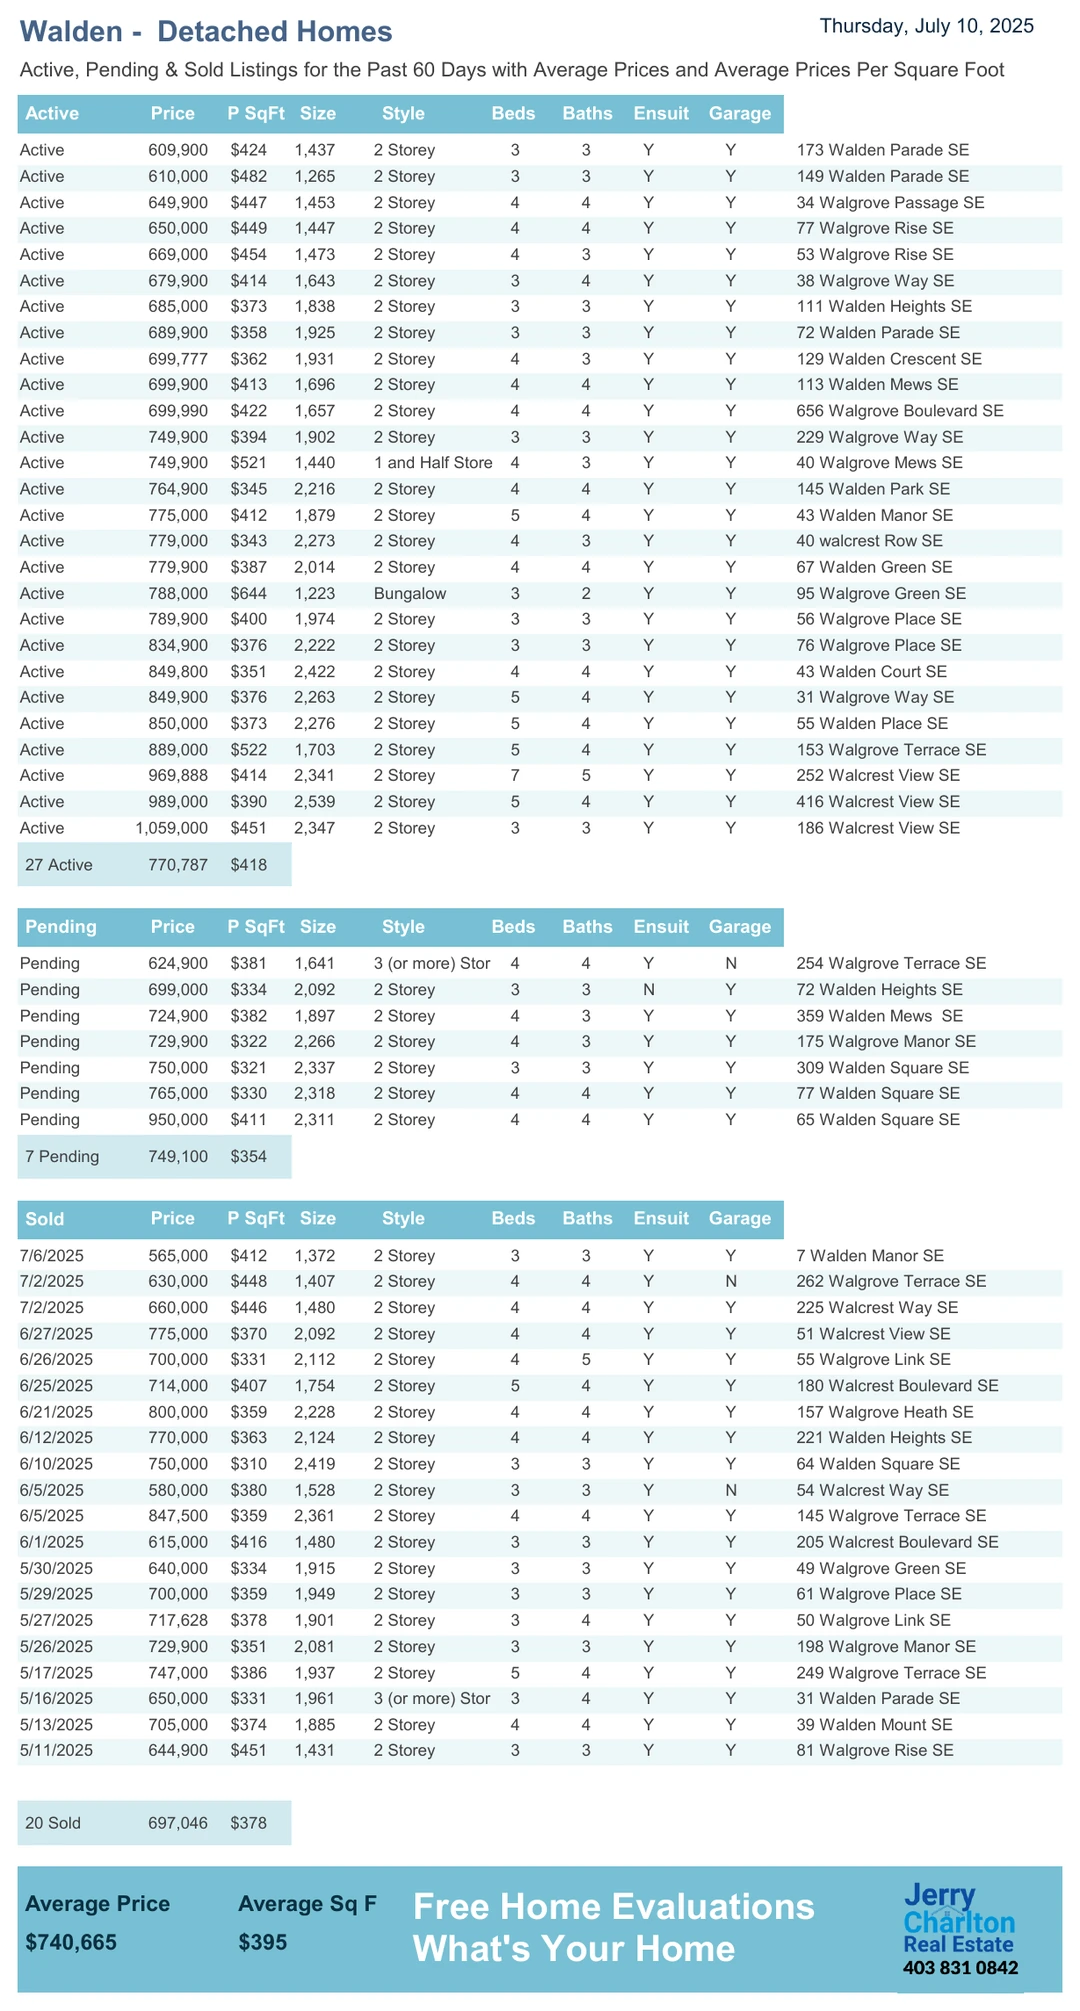 Walden -  Detached Homes
Thursday, July 10, 2025
Active, Pending & Sold Listings for the Past 60 Days with Average Prices and Average Prices Per Square Foot
Active Price P SqFt Size Style Beds Baths Ensuit Garage
Active 609,900 $424 1,437 2 Storey 3 3 Y Y 173 Walden Parade SE
Active 610,000 $482 1,265 2 Storey 3 3 Y Y 149 Walden Parade SE
Active 649,900 $447 1,453 2 Storey 4 4 Y Y 34 Walgrove Passage SE
Active 650,000 $449 1,447 2 Storey 4 4 Y Y 77 Walgrove Rise SE
Active 669,000 $454 1,473 2 Storey 4 3 Y Y 53 Walgrove Rise SE
Active 679,900 $414 1,643 2 Storey 3 4 Y Y 38 Walgrove Way SE
Active 685,000 $373 1,838 2 Storey 3 3 Y Y 111 Walden Heights SE
Active 689,900 $358 1,925 2 Storey 3 3 Y Y 72 Walden Parade SE
Active 699,777 $362 1,931 2 Storey 4 3 Y Y 129 Walden Crescent SE
Active 699,900 $413 1,696 2 Storey 4 4 Y Y 113 Walden Mews SE
Active 699,990 $422 1,657 2 Storey 4 4 Y Y 656 Walgrove Boulevard SE
Active 749,900 $394 1,902 2 Storey 3 3 Y Y 229 Walgrove Way SE
Active 749,900 $521 1,440 1 and Half Store 4 3 Y Y 40 Walgrove Mews SE
Active 764,900 $345 2,216 2 Storey 4 4 Y Y 145 Walden Park SE
Active 775,000 $412 1,879 2 Storey 5 4 Y Y 43 Walden Manor SE
Active 779,000 $343 2,273 2 Storey 4 3 Y Y 40 walcrest Row SE
Active 779,900 $387 2,014 2 Storey 4 4 Y Y 67 Walden Green SE
Active 788,000 $644 1,223 Bungalow 3 2 Y Y 95 Walgrove Green SE
Active 789,900 $400 1,974 2 Storey 3 3 Y Y 56 Walgrove Place SE
Active 834,900 $376 2,222 2 Storey 3 3 Y Y 76 Walgrove Place SE
Active 849,800 $351 2,422 2 Storey 4 4 Y Y 43 Walden Court SE
Active 849,900 $376 2,263 2 Storey 5 4 Y Y 31 Walgrove Way SE
Active 850,000 $373 2,276 2 Storey 5 4 Y Y 55 Walden Place SE
Active 889,000 $522 1,703 2 Storey 5 4 Y Y 153 Walgrove Terrace SE
Active 969,888 $414 2,341 2 Storey 7 5 Y Y 252 Walcrest View SE
Active 989,000 $390 2,539 2 Storey 5 4 Y Y 416 Walcrest View SE
Active 1,059,000 $451 2,347 2 Storey 3 3 Y Y 186 Walcrest View SE
27 Active 770,787 $418
Pending Price P SqFt Size Style Beds Baths Ensuit Garage
Pending 624,900 $381 1,641 3 (or more) Stor 4 4 Y N 254 Walgrove Terrace SE
Pending 699,000 $334 2,092 2 Storey 3 3 N Y 72 Walden Heights SE
Pending 724,900 $382 1,897 2 Storey 4 3 Y Y 359 Walden Mews  SE
Pending 729,900 $322 2,266 2 Storey 4 3 Y Y 175 Walgrove Manor SE
Pending 750,000 $321 2,337 2 Storey 3 3 Y Y 309 Walden Square SE
Pending 765,000 $330 2,318 2 Storey 4 4 Y Y 77 Walden Square SE
Pending 950,000 $411 2,311 2 Storey 4 4 Y Y 65 Walden Square SE
7 Pending 749,100 $354
Sold Price P SqFt Size Style Beds Baths Ensuit Garage
7/6/2025 565,000 $412 1,372 2 Storey 3 3 Y Y 7 Walden Manor SE
7/2/2025 630,000 $448 1,407 2 Storey 4 4 Y N 262 Walgrove Terrace SE
7/2/2025 660,000 $446 1,480 2 Storey 4 4 Y Y 225 Walcrest Way SE
6/27/2025 775,000 $370 2,092 2 Storey 4 4 Y Y 51 Walcrest View SE
6/26/2025 700,000 $331 2,112 2 Storey 4 5 Y Y 55 Walgrove Link SE
6/25/2025 714,000 $407 1,754 2 Storey 5 4 Y Y 180 Walcrest Boulevard SE
6/21/2025 800,000 $359 2,228 2 Storey 4 4 Y Y 157 Walgrove Heath SE
6/12/2025 770,000 $363 2,124 2 Storey 4 4 Y Y 221 Walden Heights SE
6/10/2025 750,000 $310 2,419 2 Storey 3 3 Y Y 64 Walden Square SE
6/5/2025 580,000 $380 1,528 2 Storey 3 3 Y N 54 Walcrest Way SE
6/5/2025 847,500 $359 2,361 2 Storey 4 4 Y Y 145 Walgrove Terrace SE
6/1/2025 615,000 $416 1,480 2 Storey 3 3 Y Y 205 Walcrest Boulevard SE
5/30/2025 640,000 $334 1,915 2 Storey 3 3 Y Y 49 Walgrove Green SE
5/29/2025 700,000 $359 1,949 2 Storey 3 3 Y Y 61 Walgrove Place SE
5/27/2025 717,628 $378 1,901 2 Storey 3 4 Y Y 50 Walgrove Link SE
5/26/2025 729,900 $351 2,081 2 Storey 3 3 Y Y 198 Walgrove Manor SE
5/17/2025 747,000 $386 1,937 2 Storey 5 4 Y Y 249 Walgrove Terrace SE
5/16/2025 650,000 $331 1,961 3 (or more) Stor 3 4 Y Y 31 Walden Parade SE
5/13/2025 705,000 $374 1,885 2 Storey 4 4 Y Y 39 Walden Mount SE
5/11/2025 644,900 $451 1,431 2 Storey 3 3 Y Y 81 Walgrove Rise SE
20 Sold 697,046 $378
Average Price Average Sq F
$740,665 $395
Free Home Evaluations
What's Your Home
Jerry
Charlton
Real Estate
403 831 0842